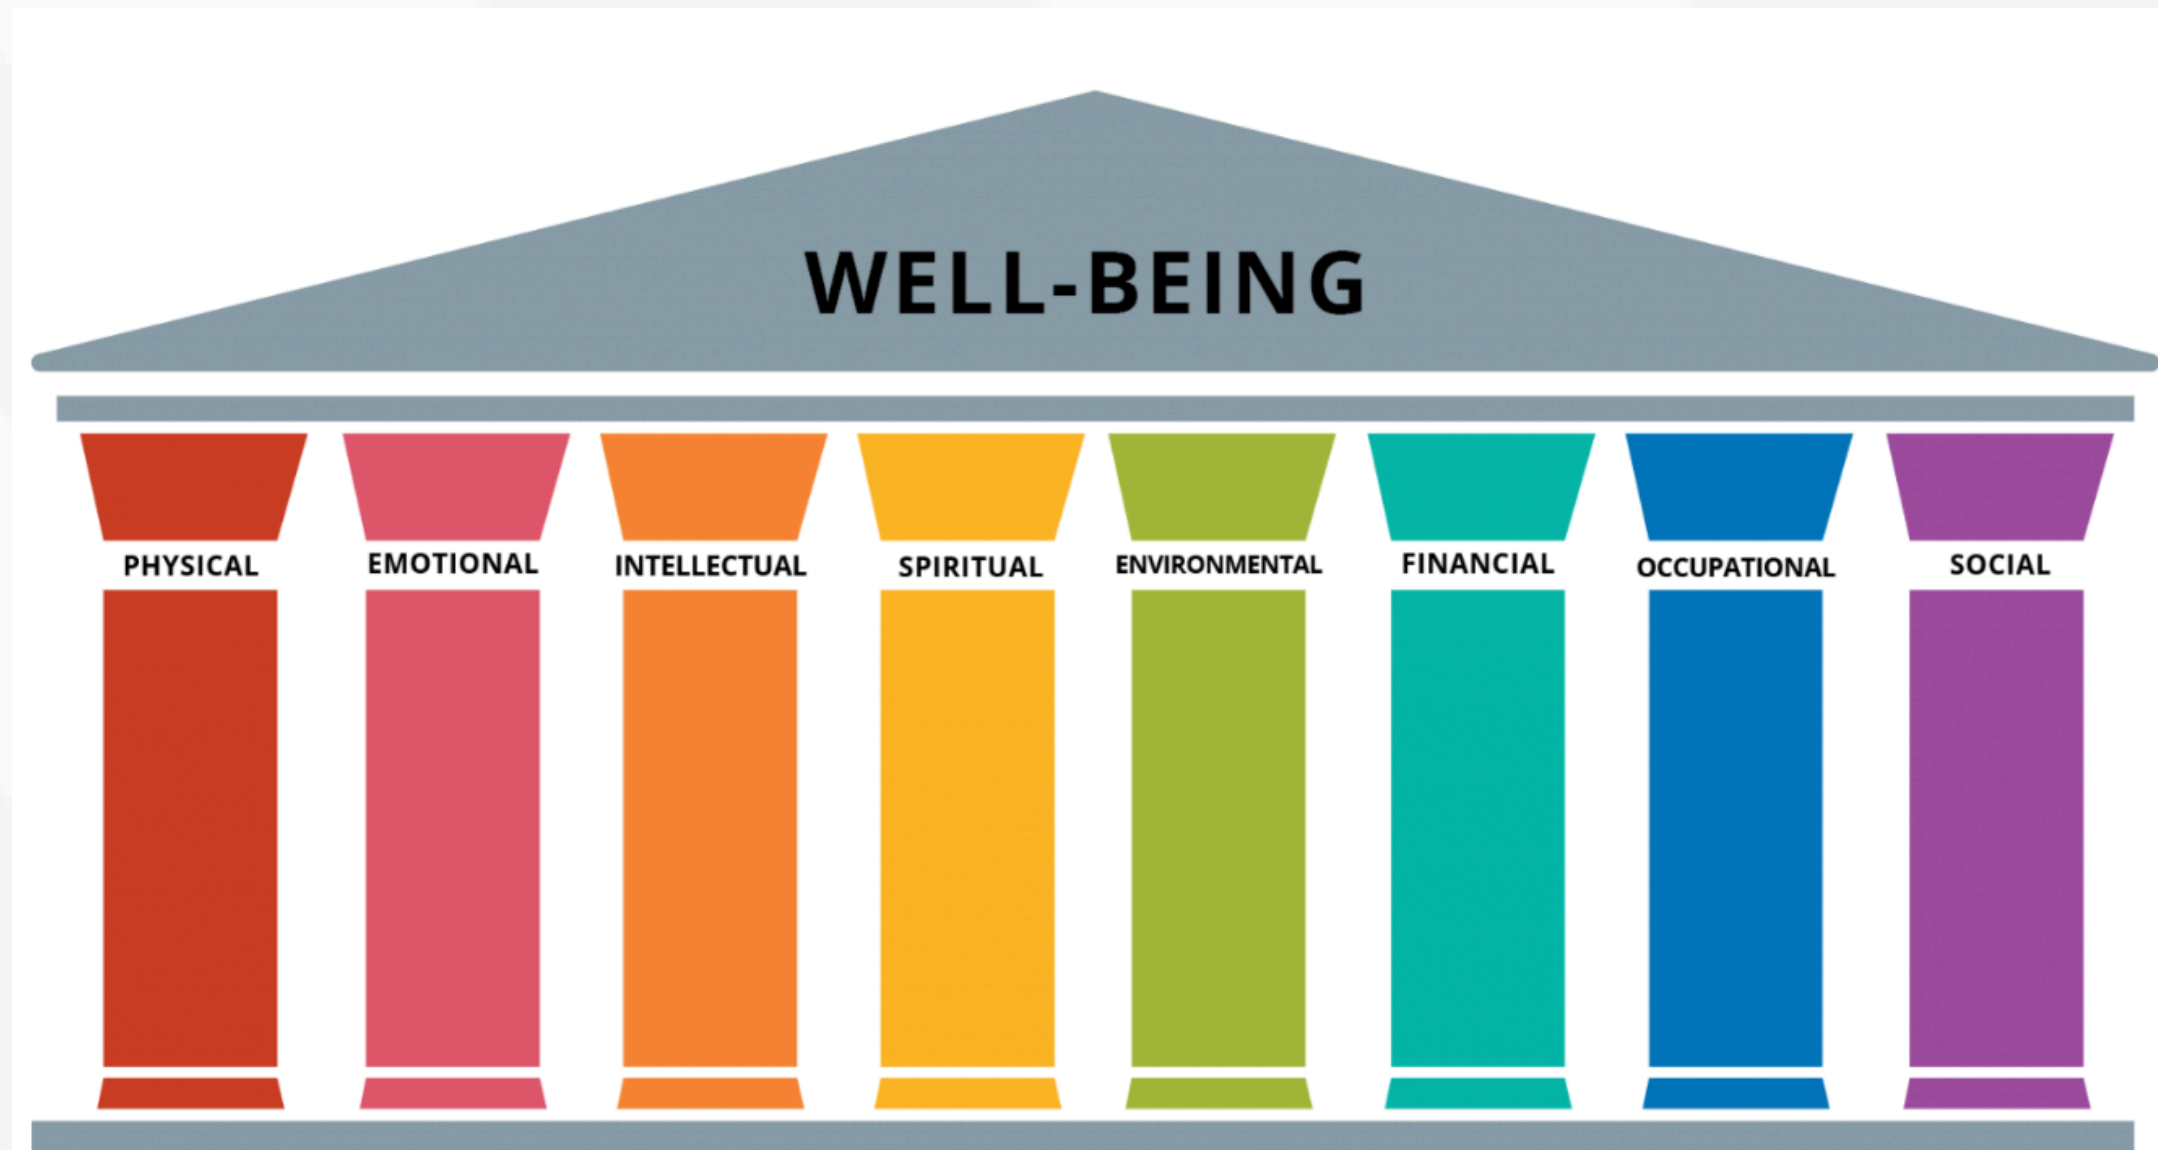 WELL-BEING
PHYSICAL
EMOTIONAL
INTELLECTUAL
SPIRITUAL
ENVIRONMENTAL
FINANCIAL
OCCUPATIONAL
SOCIAL